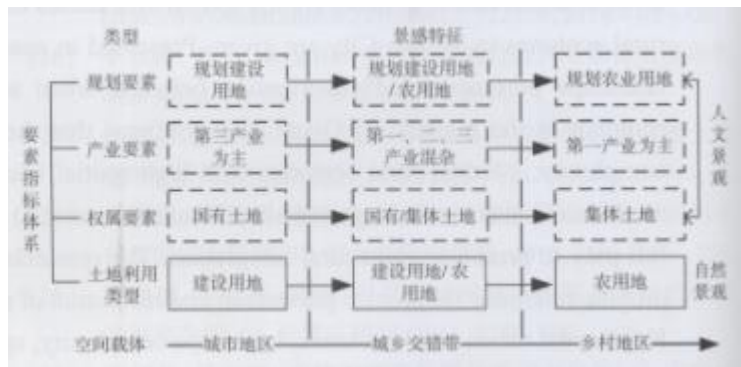 类型
景感特征
要素指标体系
规划要素
规划建设
用地
规划建设用地
/农用地
规划农业用地
产业要素
第三产业
为主
第一、二、三
产业混杂
第一产业为主
权属要素
国有土地
国有/集体土地
集体土地
人文景观
土地利用
类型
建设用地
建设用地/农
用地
农用地
自然
景观
空间载体
城市地区
城乡交错带
乡村地区